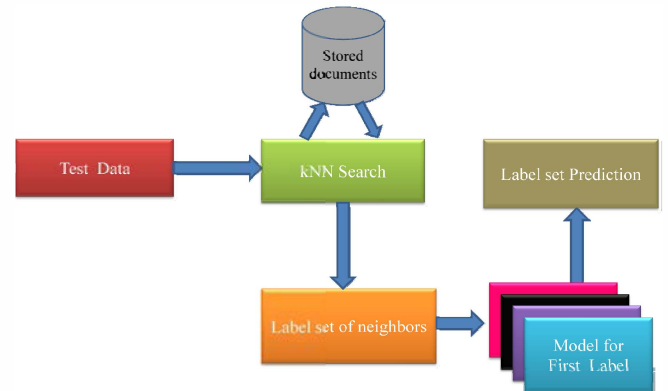 Stored
documents
Test Data
kNN Search
Label set Prediction
Label set of neighbors
Model for
First Label